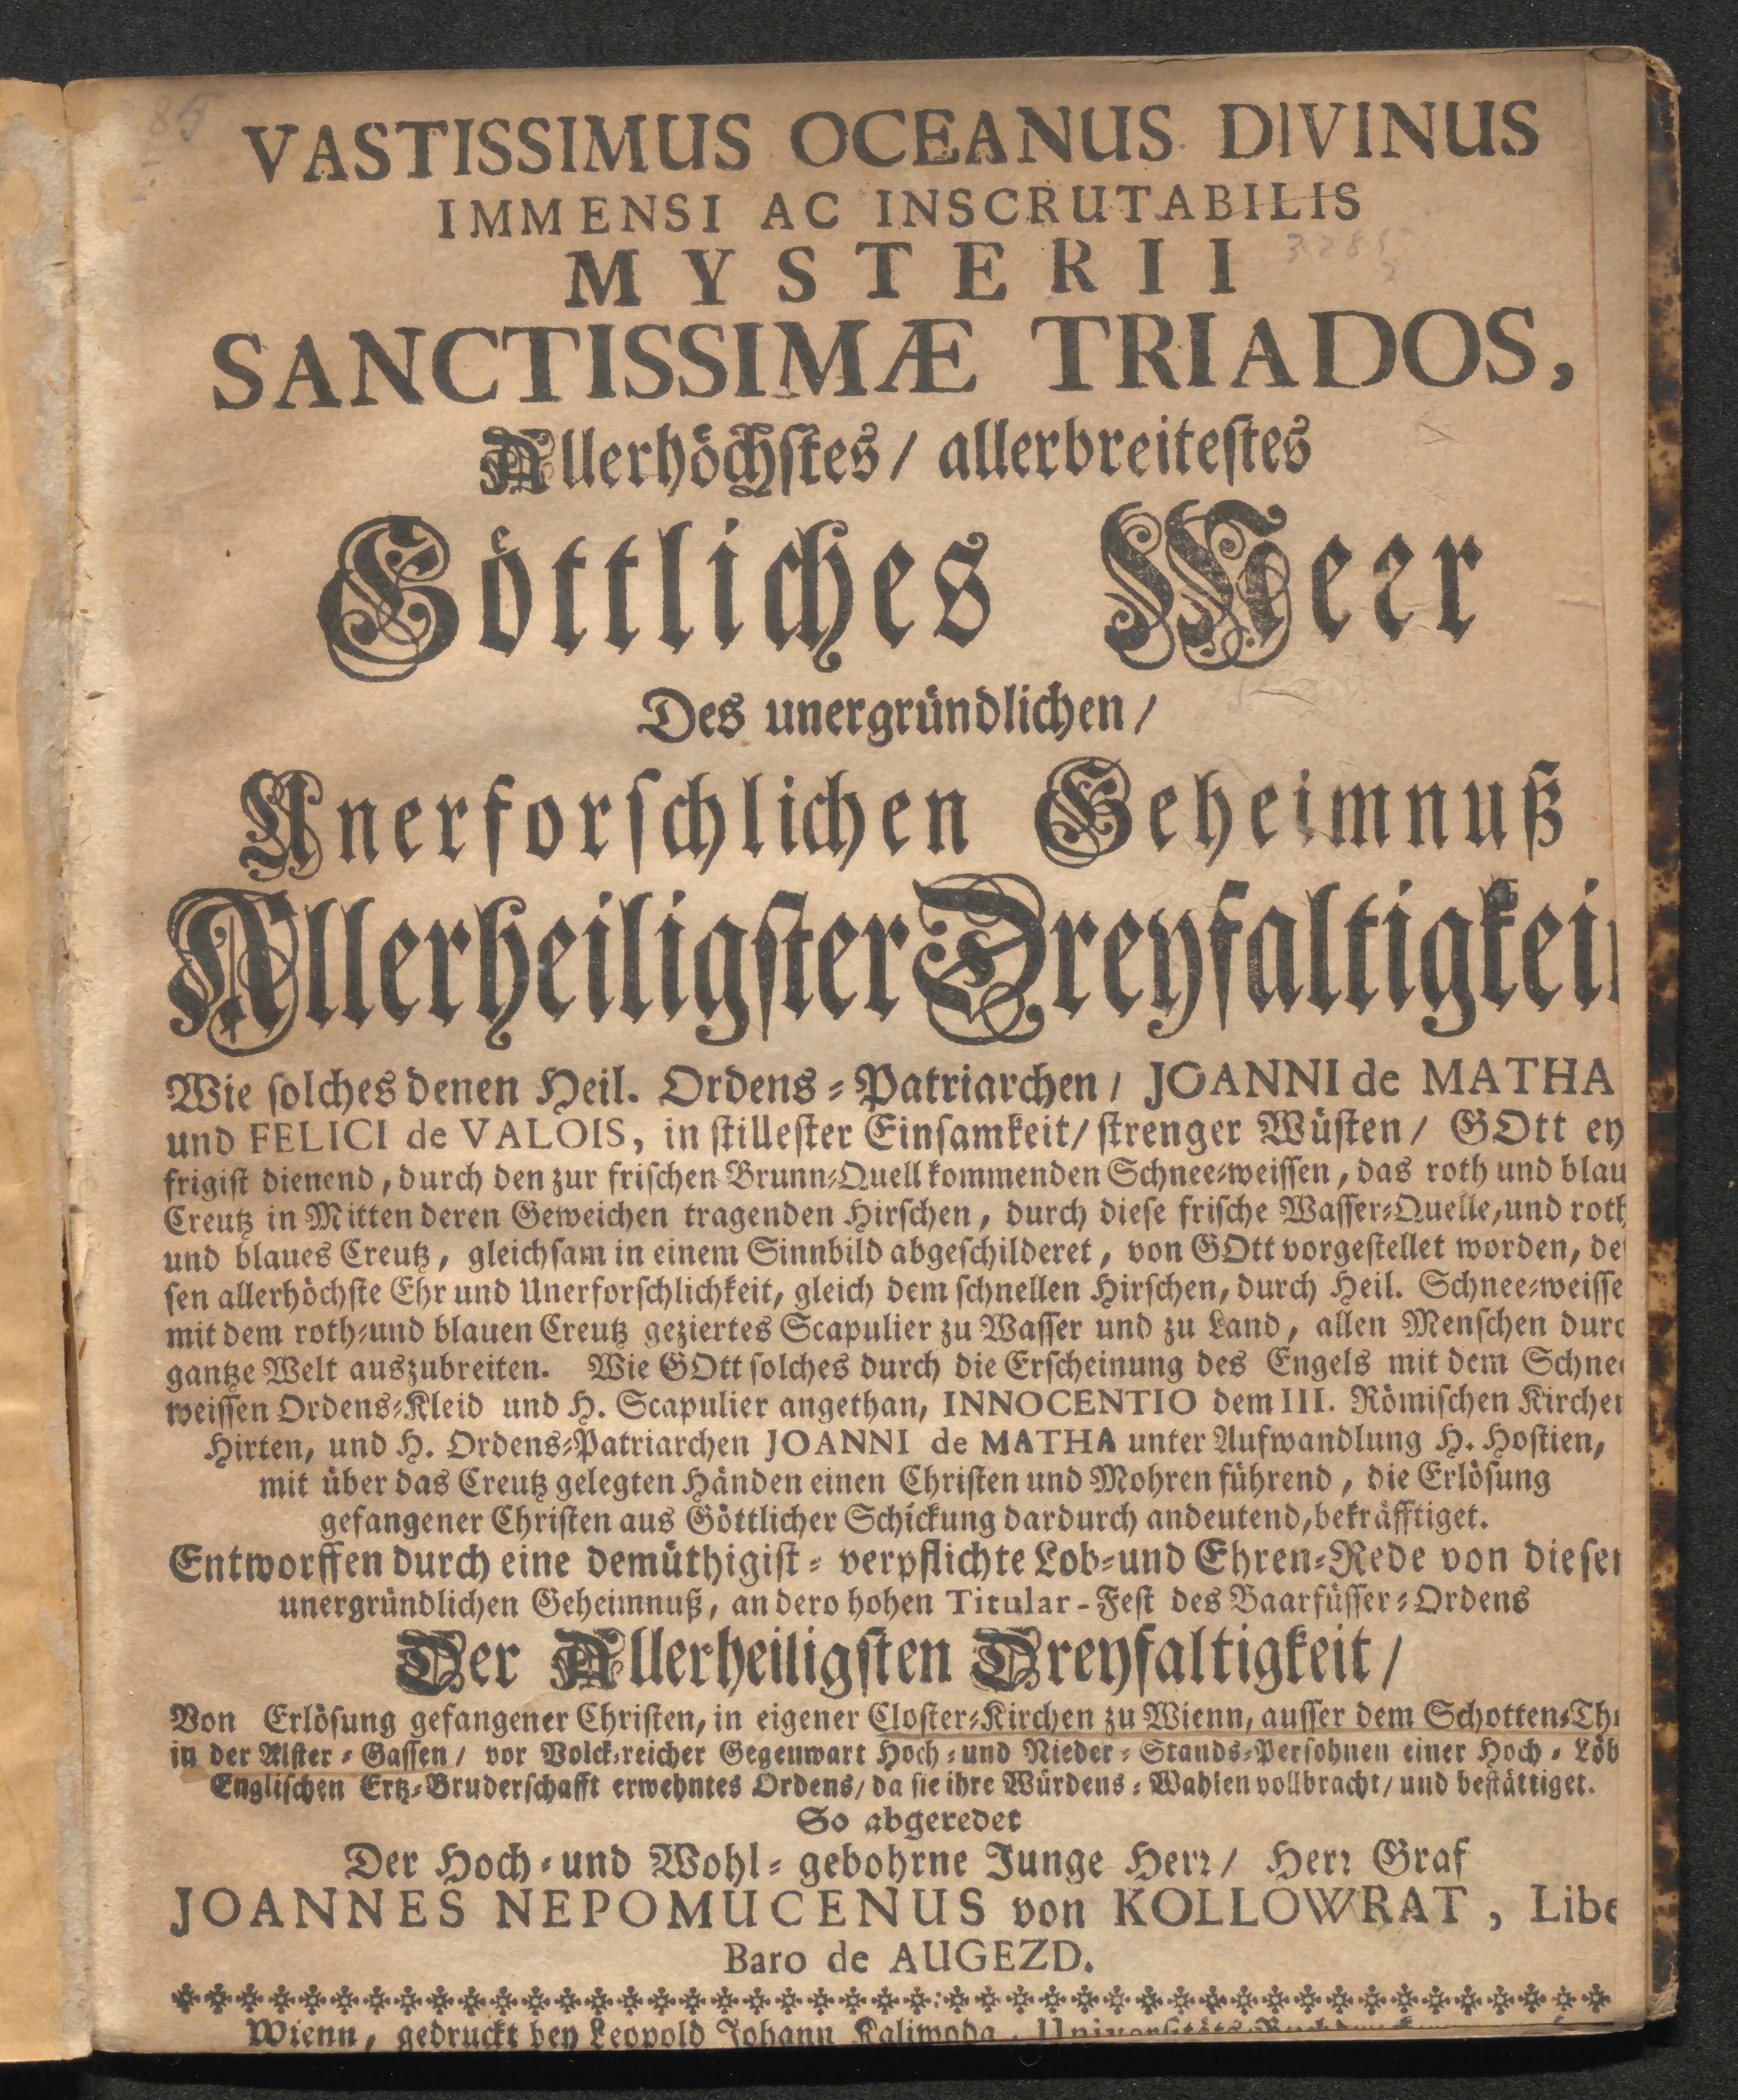 VASTISSIMUS OCEANUS DIVINUS
IMMENSI AC INSCRUTABILIS
MYSTERII
SANCTISSIMÆ TRIADOS,
Allerhöchstes / allerbreitestes
Göttliches Meer
Des unergründlichen /
Unerforschlichen Geheimnuß
Allerheiligster Dreyfaltigkei
Wie solches denen Heil. Ordens-Patriarchen / JOANNI de MATHA
und FELICI de VALOIS, in stillester Einsamkeit / strenger Wüsten / GOtt ey
frigist dienend, durch den zur frischen Brunn-Quell kommenden Schnee-weissen, das roth und blau
Creutz in Mitten deren Geweichen tragenden Hirschen, durch diese frische Wasser-Quelle, und roth
und blaues Creutz, gleichsam in einem Sinnbild abgeschilderet, von GOtt vorgestellet worden, de
sen allerhöchste Ehr und Unerforschlichkeit, gleich dem schnellen Hirschen, durch Heil. Schnee-weisse
mit dem roth-und blauen Creutz geziertes Scapulier zu Wasser und zu Land, allen Menschen durc
gantze Welt auszubreiten. Wie GOtt solches durch die Erscheinung des Engels mit dem Schnee
weissen Ordens-Kleid und H. Scapulier angethan, INNOCENTIO dem III. Römischen Kirchen
Hirten, und H. Ordens-Patriarchen JOANNI de MATHA unter Aufwandlung H. Hostien,
mit über das Creutz gelegten Händen einen Christen und Mohren führend, die Erlösung
gefangener Christen aus Göttlicher Schickung dardurch andeutend, bekräfftiget.
Entworffen durch eine demüthigist-verpflichte Lob-und Ehren-Rede von diesen
unergründlichen Geheimnuß, an dero hohen Titular-Fest des Baarfüsser-Ordens
Der Allerheiligsten Dreyfaltigkeit /
Von Erlösung gefangener Christen, in eigener Closter-Kirchen zu Wienn, ausser dem Schotten-Th
in der Alster-Gassen / vor Volck-reicher Gegenwart Hoch-und Nieder-Stands-Persohnen einer Hoch-Löb
Englischen Ertz-Bruderschafft erwehntes Ordens / da sie ihre Würdens-Wahlen vollbracht / und bestättiget.
So abgeredet
Der Hoch-und Wohl-gebohrne Junge Herr / Herr Graf
JOANNES NEPOMUCENUS von KOLLOWRAT, Libe
Baro de AUGEZD.
Wienn, gedruckt bey Leopold Johann Kaliwoda,